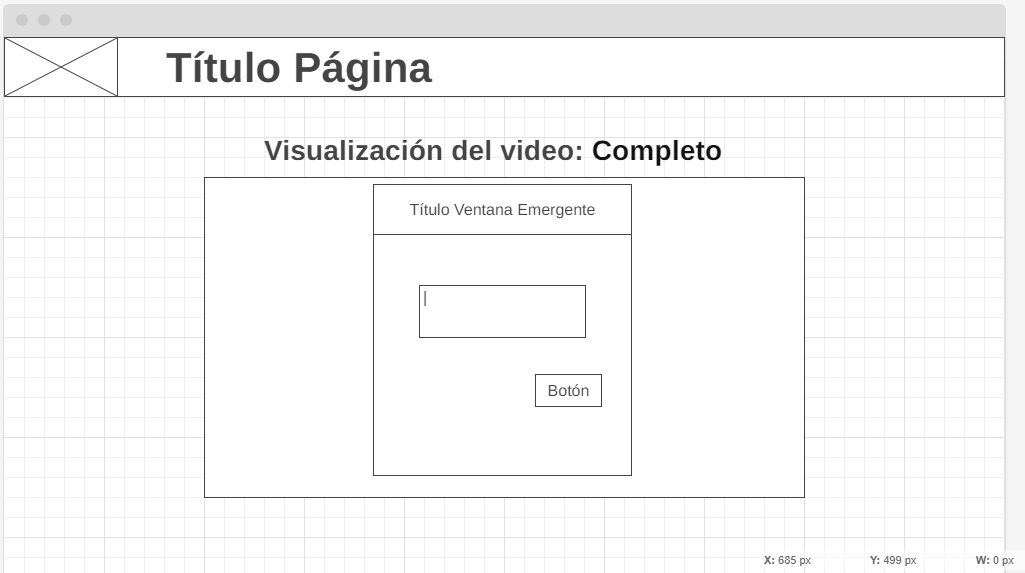 Título Página
Visualización del video: Completo
Título Ventana Emergente
Botón
X: 685 px Y: 499 px W: 0 px